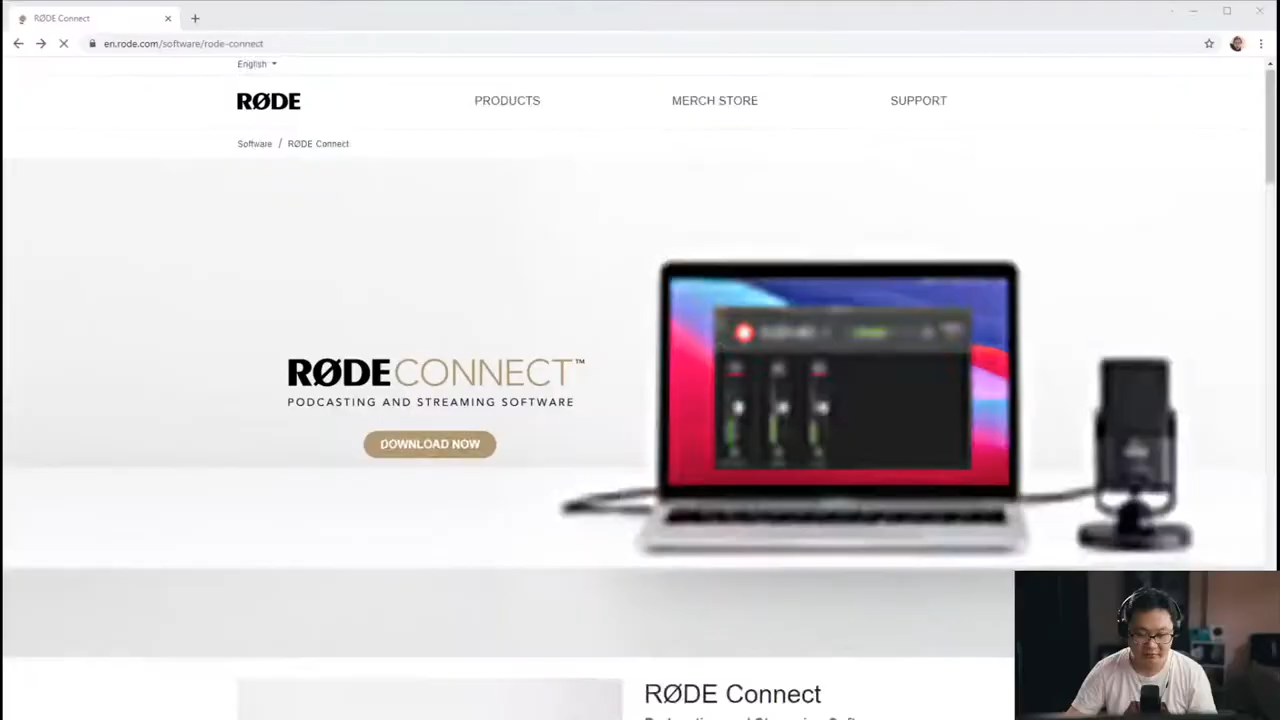 RØDE Connect
en.rode.com/software/rode-connect
English
RØDE
PRODUCTS
MERCH STORE
SUPPORT
Software / RØDE Connect
RØDECONNECT™
PODCASTING AND STREAMING SOFTWARE
DOWNLOAD NOW
RØDE Connect